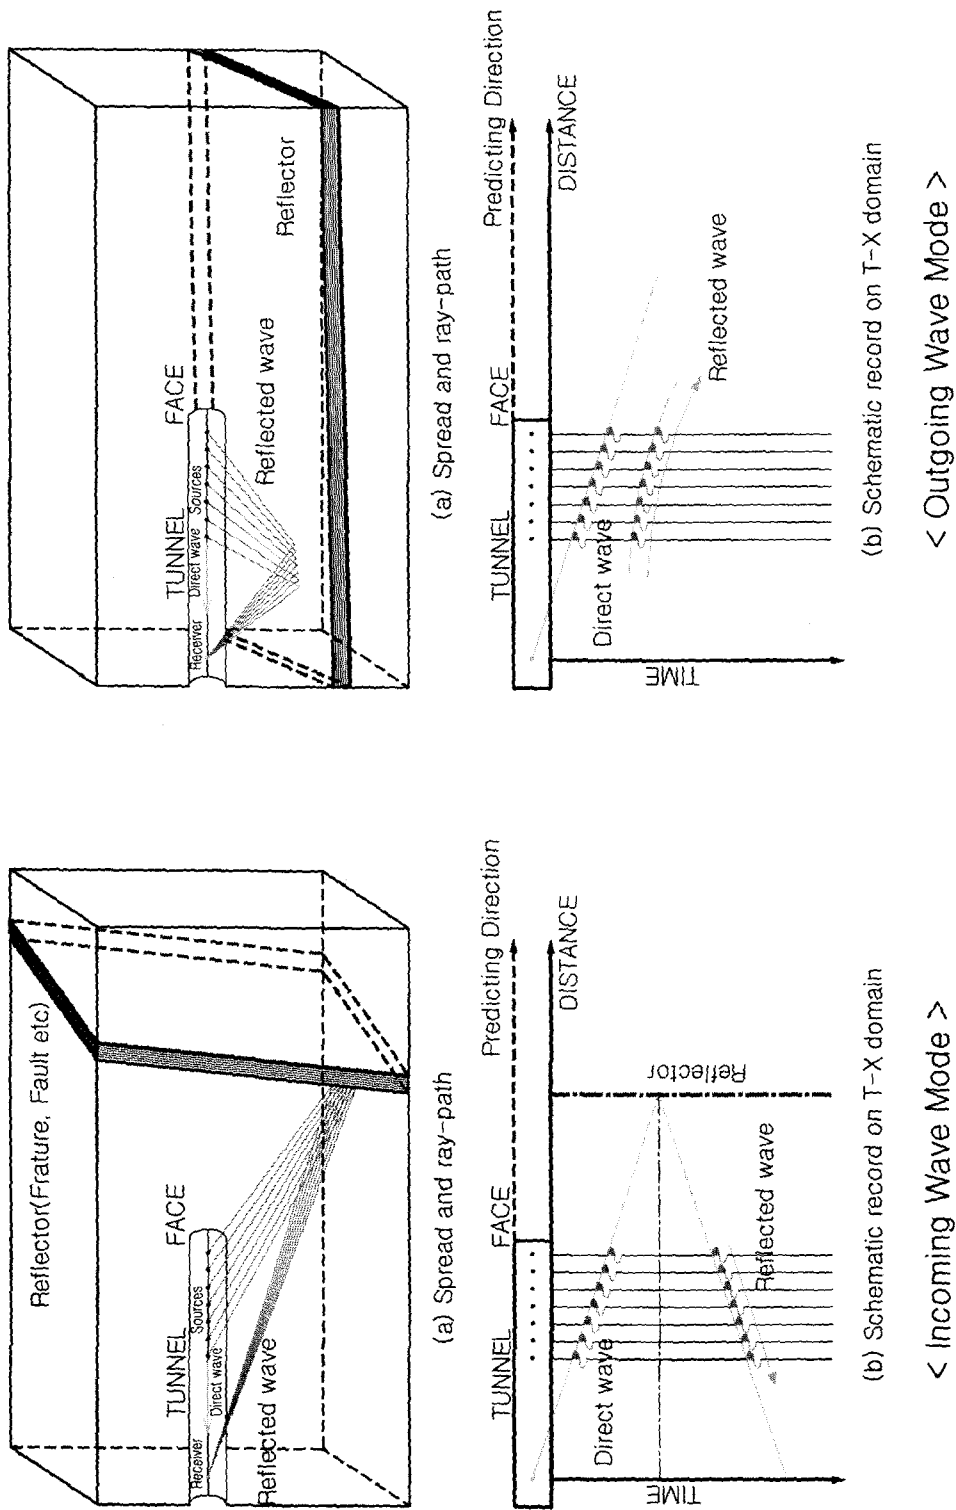 Reflector(Frature, Fault etc)
TUNNEL
FACE
Receiver
Direct wave
Sources
Reflected wave
(a) Spread and ray-path
Predicting Direction
TUNNEL
FACE
DISTANCE
Direct wave
Reflected wave
Reflector
TIME
(b) Schematic record on T-X domain
< Incoming Wave Mode >
TUNNEL
FACE
Receiver
Direct wave
Sources
Reflected wave
Reflector
(a) Spread and ray-path
Predicting Direction
TUNNEL
FACE
DISTANCE
Direct wave
Reflected wave
TIME
(b) Schematic record on T-X domain
< Outgoing Wave Mode >